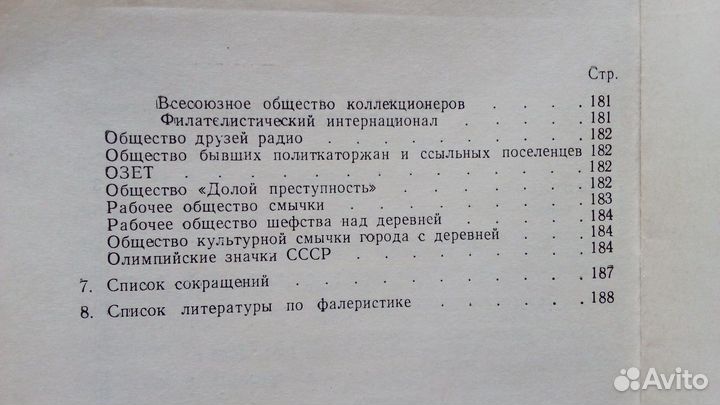 Стр.
Всесоюзное общество коллекционеров . . . . 181
Филателистический интернационал . . . . . 181
Общество друзей радио . . . . . . . . . 182
Общество бывших политкаторжан и ссыльных поселенцев 182
ОЗЕТ . . . . . . . . . . . . . . 182
Общество «Долой преступность» . . . . . . . 182
Рабочее общество смычки . . . . . . . . 183
Рабочее общество шефства над деревней . . . . . 184
Общество культурной смычки города с деревней . . . . 184
Олимпийские значки СССР . . . . . . . . 184
7. Список сокращений . . . . . . . . . . 187
8. Список литературы по фалеристике . . . . . . 188
Avito